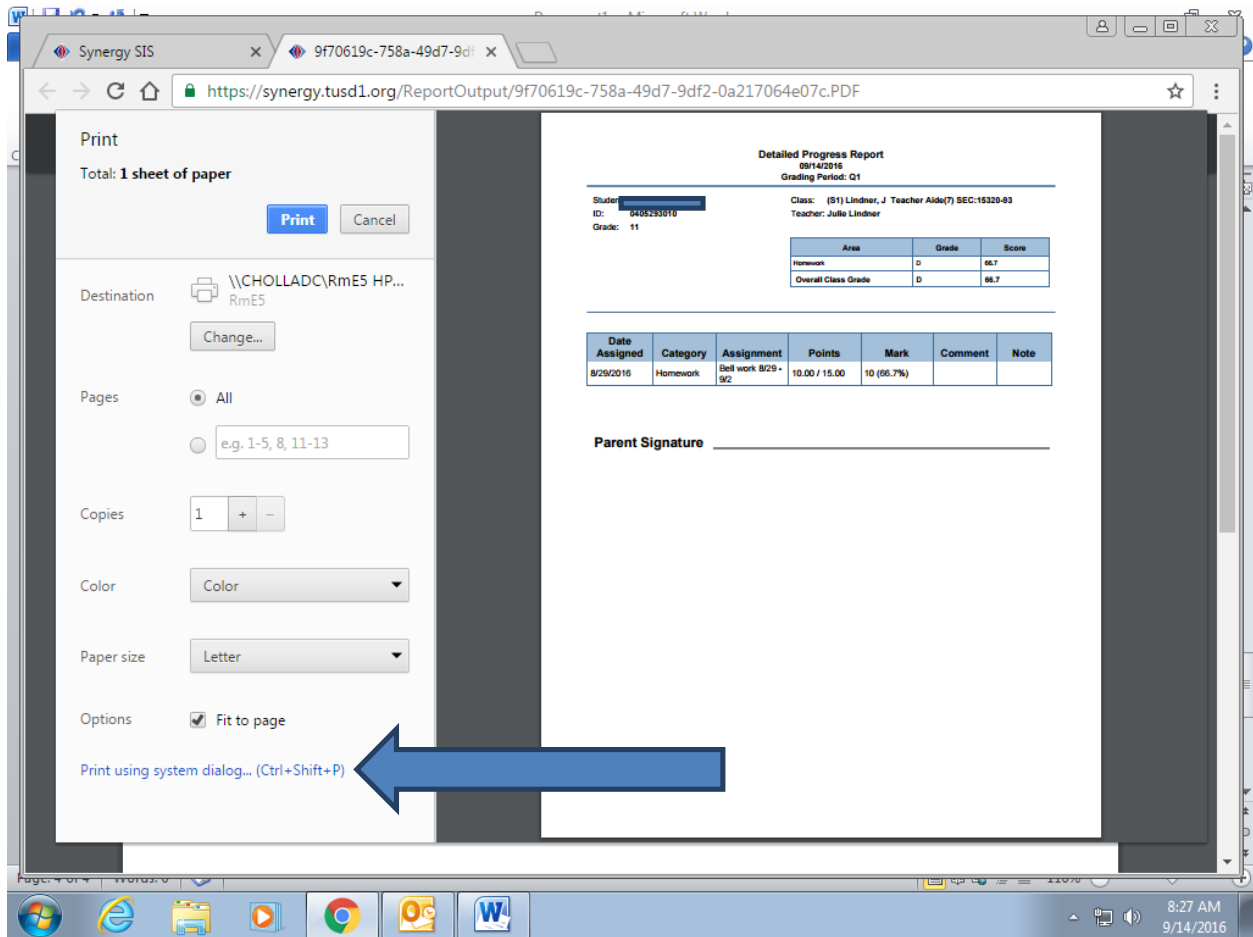 Synergy SIS
9f70619c-758a-49d7-9df
https://synergy.tusd1.org/ReportOutput/9f70619c-758a-49d7-9df2-0a217064e07c.PDF
Print
Total: 1 sheet of paper
Print Cancel
Destination
\\CHOLLADC\RmE5 HP...
RmE5
Change...
Pages
All
e.g. 1-5, 8, 11-13
Copies
1 + −
Color
Color
Paper size
Letter
Options
Fit to page
Print using system dialog... (Ctrl+Shift+P)
Detailed Progress Report
09/14/2016
Grading Period: Q1
ID: 0405293010
Grade: 11
Class: (S1) Lindner, J Teacher Aide(7) SEC:15320-93
Teacher: Julie Lindner
Area Grade Score
Homework D 66.7
Overall Class Grade D 66.7
Date Assigned Category Assignment Points Mark Comment Note
8/29/2016 Homework Bell work 8/29 - 9/2 10.00 / 15.00 10 (66.7%)
Parent Signature
8:27 AM
9/14/2016